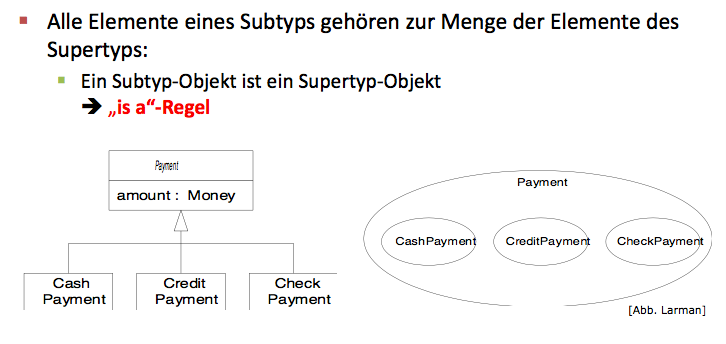 Alle Elemente eines Subtyps gehören zur Menge der Elemente des
Supertyps:
Ein Subtyp-Objekt ist ein Supertyp-Objekt
➔ „is a“-Regel
Payment
amount : Money
Cash
Payment
Credit
Payment
Check
Payment
Payment
CashPayment
CreditPayment
CheckPayment
[Abb. Larman]